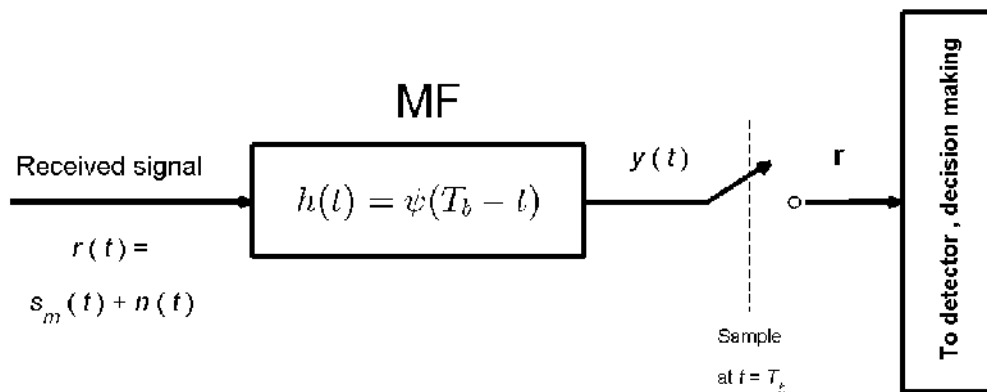 MF
Received signal
h(t) = ψ(T_b − t)
y(t)
r
r(t) =
s_m(t) + n(t)
Sample
at t = T_b
To detector , decision making